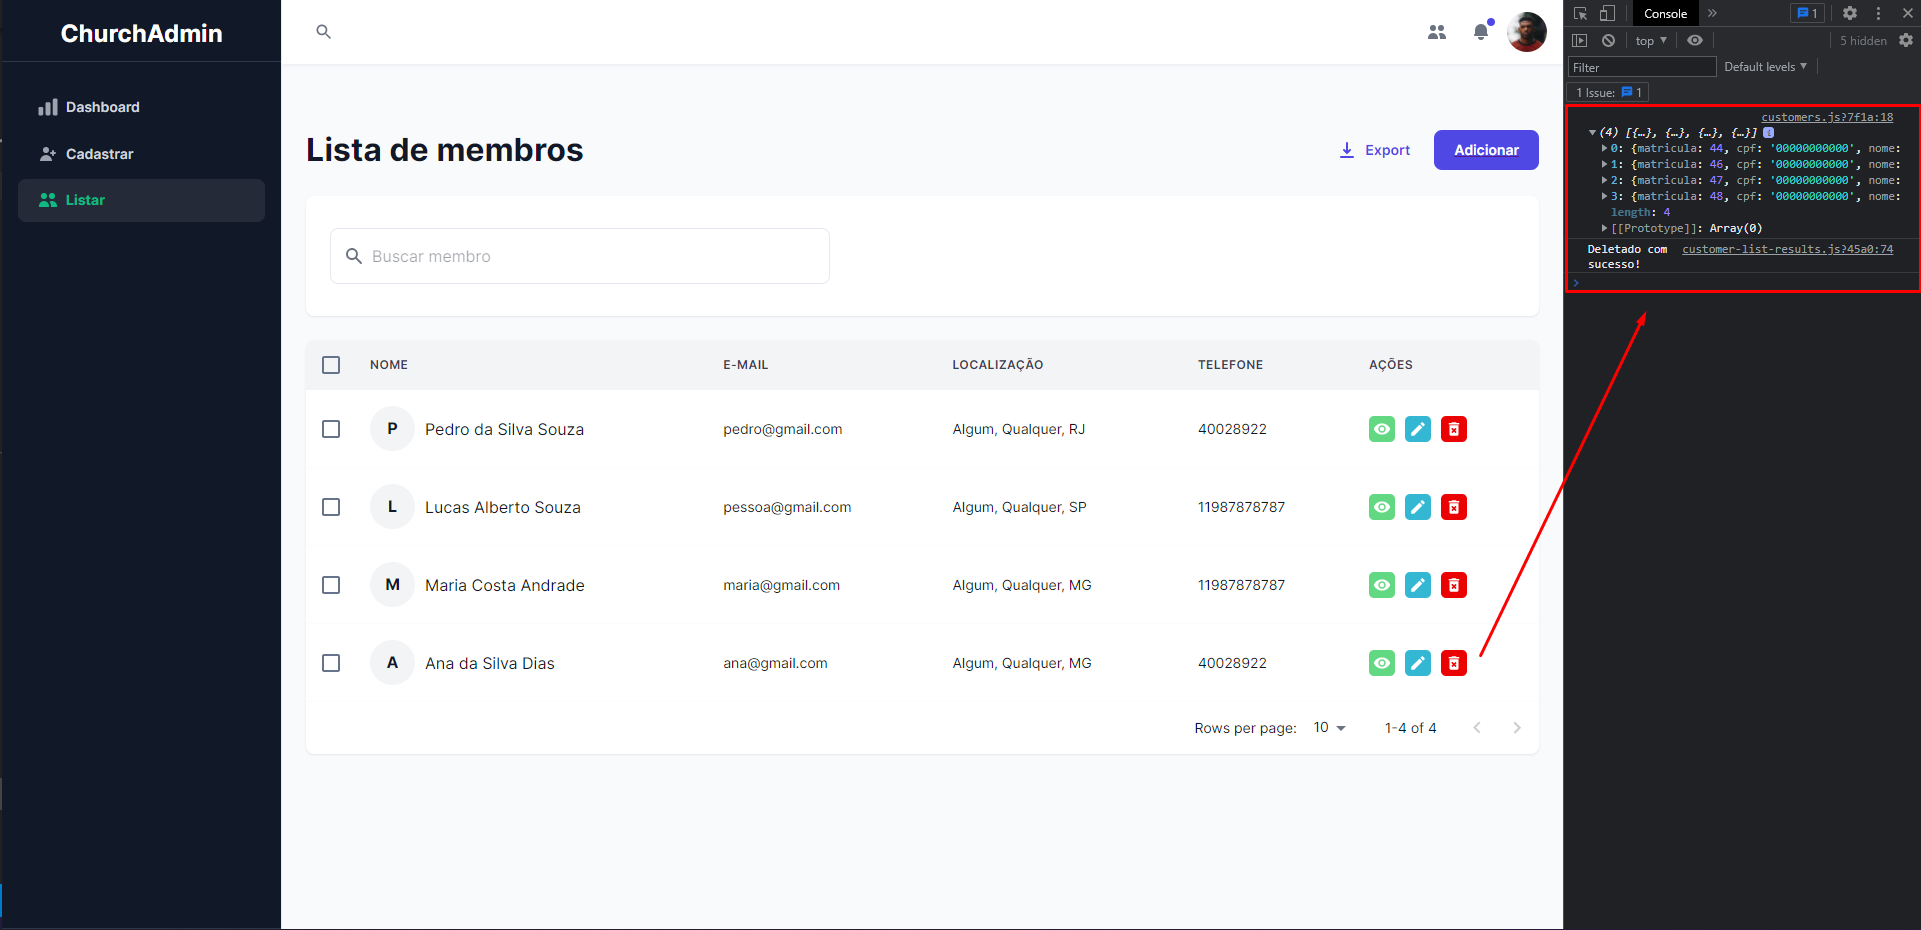 ChurchAdmin
Dashboard
Cadastrar
Listar
Lista de membros
Export
Adicionar
Buscar membro
NOME E-MAIL LOCALIZAÇÃO TELEFONE AÇÕES
P Pedro da Silva Souza pedro@gmail.com Algum, Qualquer, RJ 40028922
L Lucas Alberto Souza pessoa@gmail.com Algum, Qualquer, SP 11987878787
M Maria Costa Andrade maria@gmail.com Algum, Qualquer, MG 11987878787
A Ana da Silva Dias ana@gmail.com Algum, Qualquer, MG 40028922
Rows per page: 10 1-4 of 4
Console » 1
top ▼ 5 hidden
Filter Default levels ▼
1 Issue: 1
customers.js?7f1a:18
▼(4) [{…}, {…}, {…}, {…}] i
▶0: {matricula: 44, cpf: '00000000000', nome:
▶1: {matricula: 46, cpf: '00000000000', nome:
▶2: {matricula: 47, cpf: '00000000000', nome:
▶3: {matricula: 48, cpf: '00000000000', nome:
length: 4
▶[[Prototype]]: Array(0)
Deletado com customer-list-results.js?45a0:74
sucesso!
>